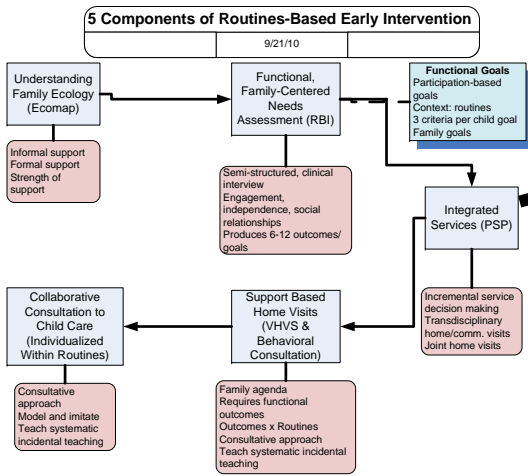 5 Components of Routines-Based Early Intervention
9/21/10
Understanding
Family Ecology
(Ecomap)
Informal support
Formal support
Strength of
support
Functional,
Family-Centered
Needs
Assessment (RBI)
Semi-structured, clinical
interview
Engagement,
independence, social
relationships
Produces 6-12 outcomes/
goals
Functional Goals
Participation-based
goals
Context: routines
3 criteria per child goal
Family goals
Integrated
Services (PSP)
Incremental service
decision making
Transdisciplinary
home/comm. visits
Joint home visits
Support Based
Home Visits
(VHVS &
Behavioral
Consultation)
Family agenda
Requires functional
outcomes
Outcomes x Routines
Consultative approach
Teach systematic incidental
teaching
Collaborative
Consultation to
Child Care
(Individualized
Within Routines)
Consultative
approach
Model and imitate
Teach systematic
incidental teaching